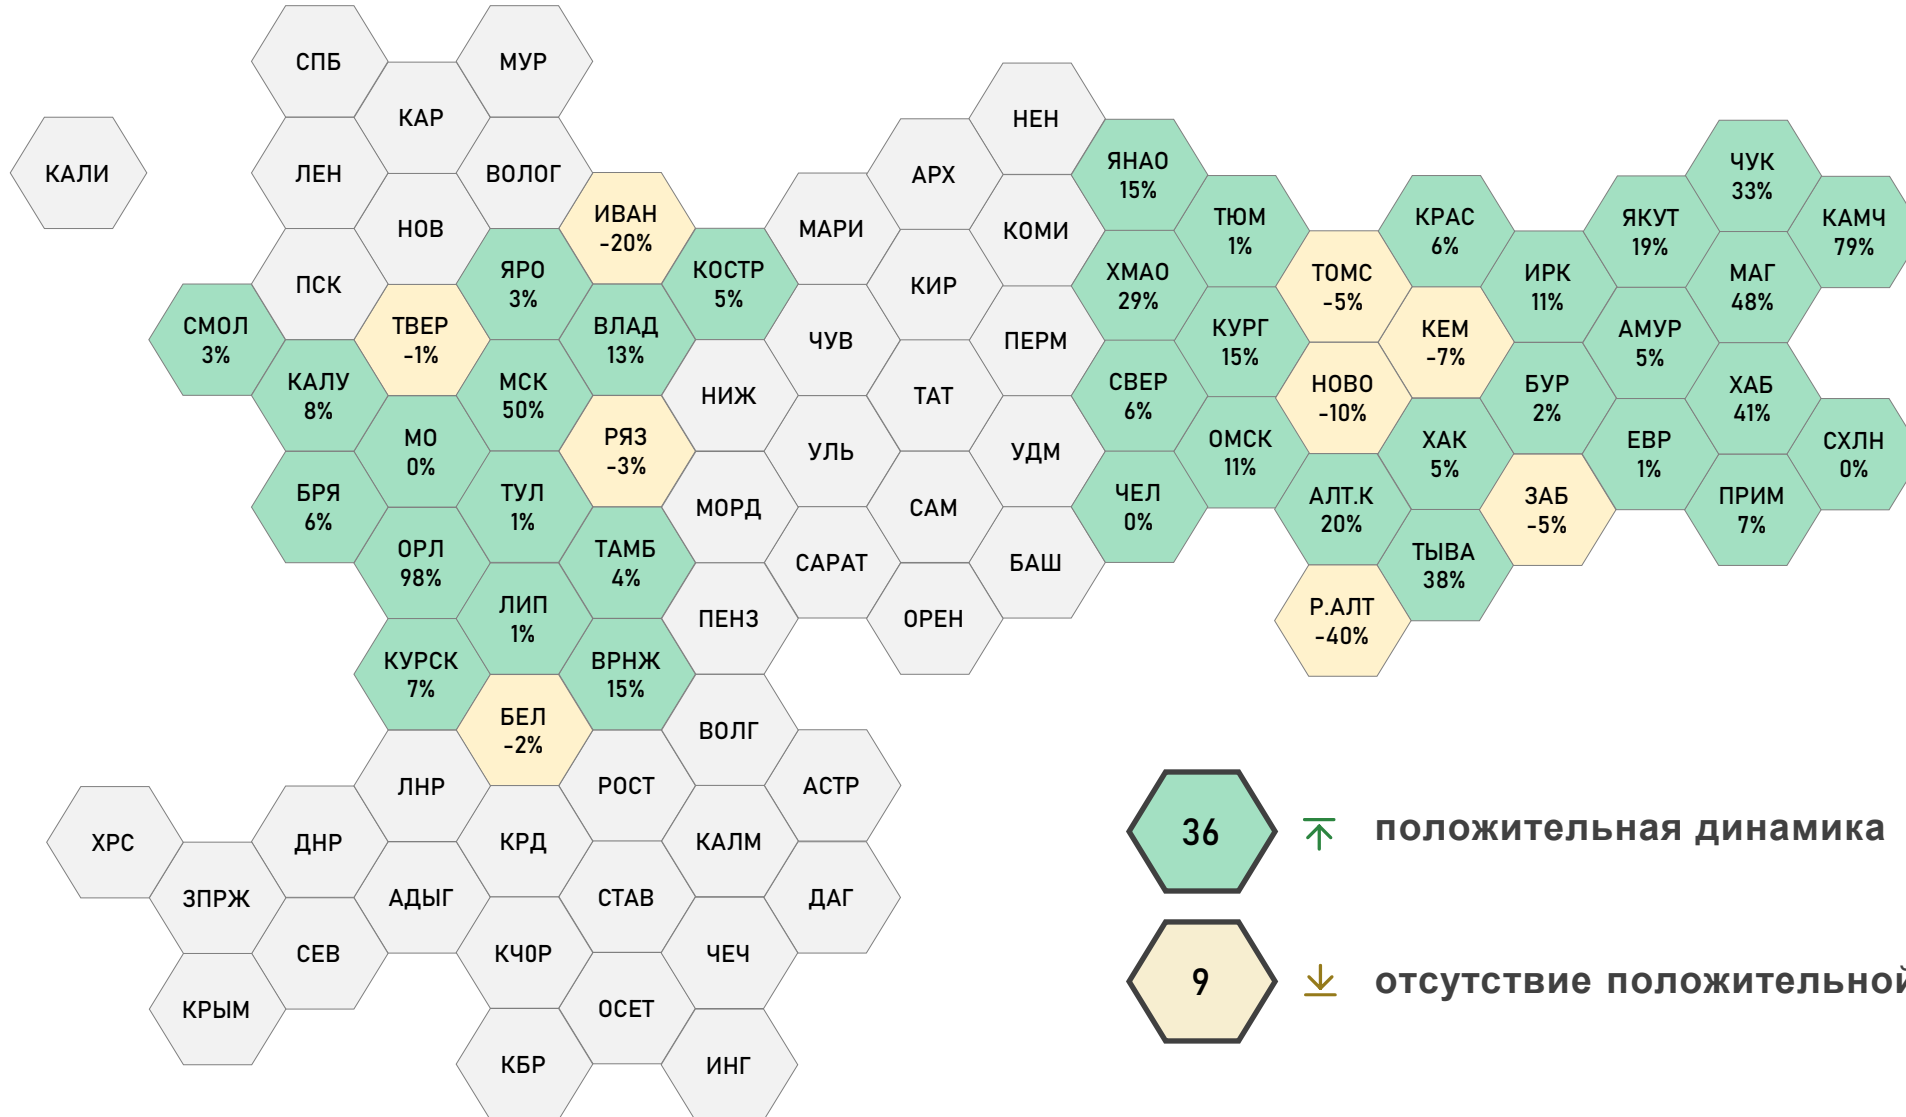 СПБ
МУР
КАР
НЕН
КАЛИ
ЛЕН
ВОЛОГ
АРХ
ЯНАО
15%
ЧУК
33%
НОВ
ИВАН
-20%
МАРИ
КОМИ
ТЮМ
1%
КРАС
6%
ЯКУТ
19%
КАМЧ
79%
ПСК
ЯРО
3%
КОСТР
5%
КИР
ХМАО
29%
ТОМС
-5%
ИРК
11%
МАГ
48%
СМОЛ
3%
ТВЕР
-1%
ВЛАД
13%
ЧУВ
ПЕРМ
КУРГ
15%
КЕМ
-7%
АМУР
5%
КАЛУ
8%
МСК
50%
НИЖ
ТАТ
СВЕР
6%
НОВО
-10%
БУР
2%
ХАБ
41%
МО
0%
РЯЗ
-3%
УЛЬ
УДМ
ОМСК
11%
ХАК
5%
ЕВР
1%
СХЛН
0%
БРЯ
6%
ТУЛ
1%
МОРД
САМ
ЧЕЛ
0%
АЛТ.К
20%
ЗАБ
-5%
ПРИМ
7%
ОРЛ
98%
ТАМБ
4%
САРАТ
БАШ
ТЫВА
38%
ЛИП
1%
ПЕНЗ
ОРЕН
Р.АЛТ
-40%
КУРСК
7%
ВРНЖ
15%
БЕЛ
-2%
ВОЛГ
ЛНР
РОСТ
АСТР
ХРС
ДНР
КРД
КАЛМ
36
положительная динамика
ЗПРЖ
АДЫГ
СТАВ
ДАГ
СЕВ
КЧ0Р
ЧЕЧ
9
отсутствие положительной
КРЫМ
ОСЕТ
КБР
ИНГ